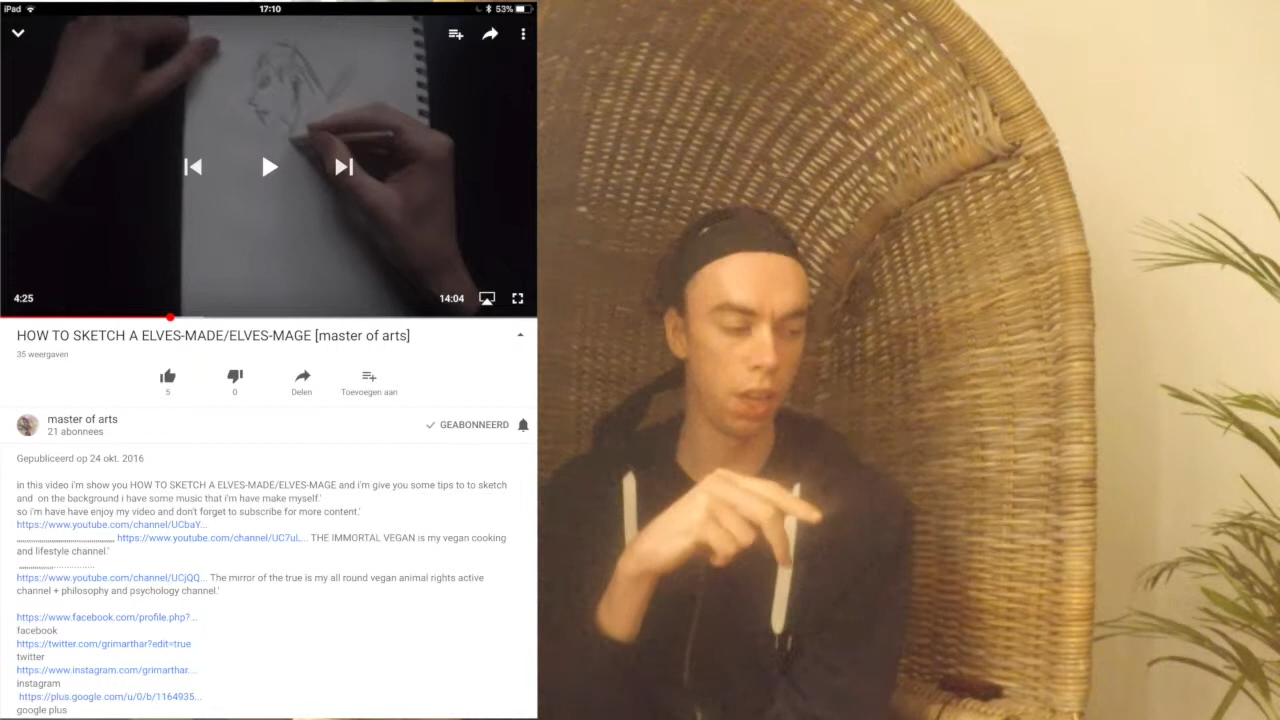 iPad
17:10
53%
4:25
14:04
HOW TO SKETCH A ELVES-MADE/ELVES-MAGE [master of arts]
35 weergaven
5
0
Delen
Toevoegen aan
master of arts
21 abonnees
GEABONNEERD
Gepubliceerd op 24 okt. 2016
in this video i'm show you HOW TO SKETCH A ELVES-MADE/ELVES-MAGE and i'm give you some tips to to sketch
and on the background i have some music that i'm have make myself.'
so i'm have have enjoy my video and don't forget to subscribe for more content.'
https://www.youtube.com/channel/UCbaY...
https://www.youtube.com/channel/UC7uL... THE IMMORTAL VEGAN is my vegan cooking
and lifestyle channel.'
https://www.youtube.com/channel/UCjQQ... The mirror of the true is my all round vegan animal rights active
channel + philosophy and psychology channel.'
https://www.facebook.com/profile.php?...
facebook
https://twitter.com/grimarthar?edit=true
twitter
https://www.instagram.com/grimarthar....
instagram
https://plus.google.com/u/0/b/1164935...
google plus